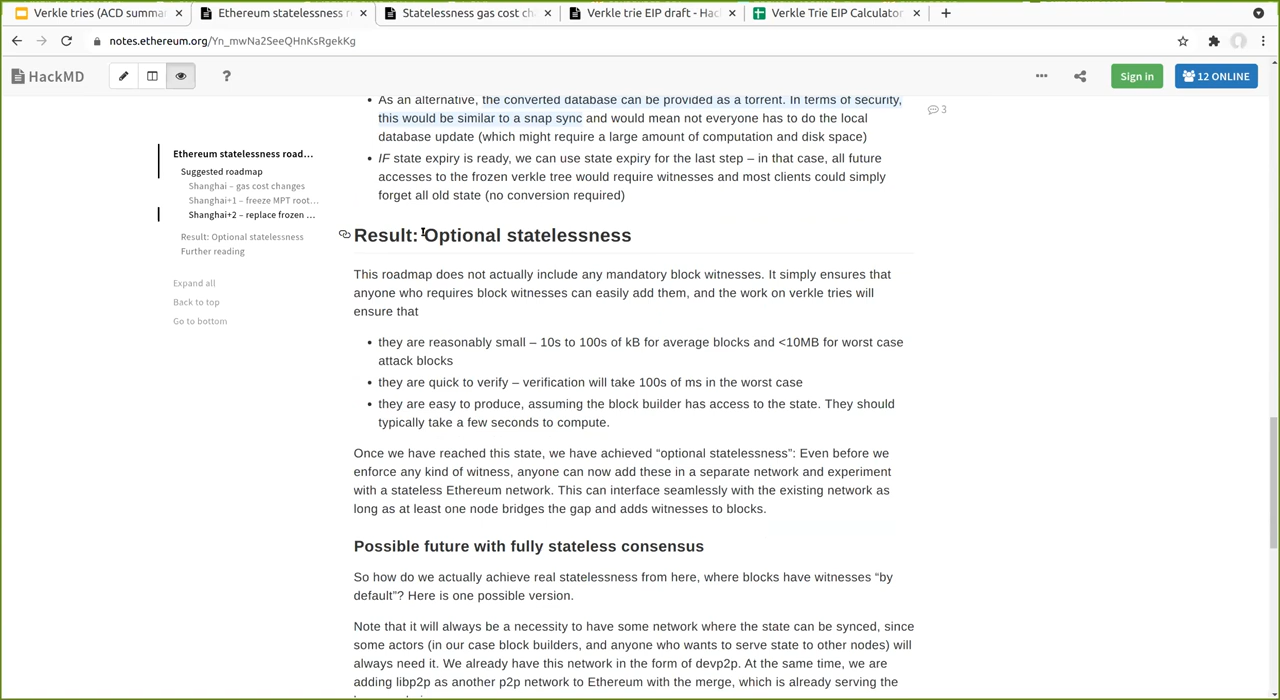 Verkle tries (ACD summa
Ethereum statelessness r
Statelessness gas cost ch
Verkle trie EIP draft - Hac
Verkle Trie EIP Calculator
notes.ethereum.org/Yn_mwNa2SeeQHnKsRgekKg
HackMD
Sign in
12 ONLINE
Ethereum statelessness road…
Suggested roadmap
Shanghai – gas cost changes
Shanghai+1 – freeze MPT root…
Shanghai+2 – replace frozen …
Result: Optional statelessness
Further reading
Expand all
Back to top
Go to bottom
• As an alternative, the converted database can be provided as a torrent. In terms of security,
this would be similar to a snap sync and would mean not everyone has to do the local
database update (which might require a large amount of computation and disk space)
3
• IF state expiry is ready, we can use state expiry for the last step – in that case, all future
accesses to the frozen verkle tree would require witnesses and most clients could simply
forget all old state (no conversion required)
Result: Optional statelessness
This roadmap does not actually include any mandatory block witnesses. It simply ensures that
anyone who requires block witnesses can easily add them, and the work on verkle tries will
ensure that
• they are reasonably small – 10s to 100s of kB for average blocks and <10MB for worst case
attack blocks
• they are quick to verify – verification will take 100s of ms in the worst case
• they are easy to produce, assuming the block builder has access to the state. They should
typically take a few seconds to compute.
Once we have reached this state, we have achieved “optional statelessness”: Even before we
enforce any kind of witness, anyone can now add these in a separate network and experiment
with a stateless Ethereum network. This can interface seamlessly with the existing network as
long as at least one node bridges the gap and adds witnesses to blocks.
Possible future with fully stateless consensus
So how do we actually achieve real statelessness from here, where blocks have witnesses “by
default”? Here is one possible version.
Note that it will always be a necessity to have some network where the state can be synced, since
some actors (in our case block builders, and anyone who wants to serve state to other nodes) will
always need it. We already have this network in the form of devp2p. At the same time, we are
adding libp2p as another p2p network to Ethereum with the merge, which is already serving the